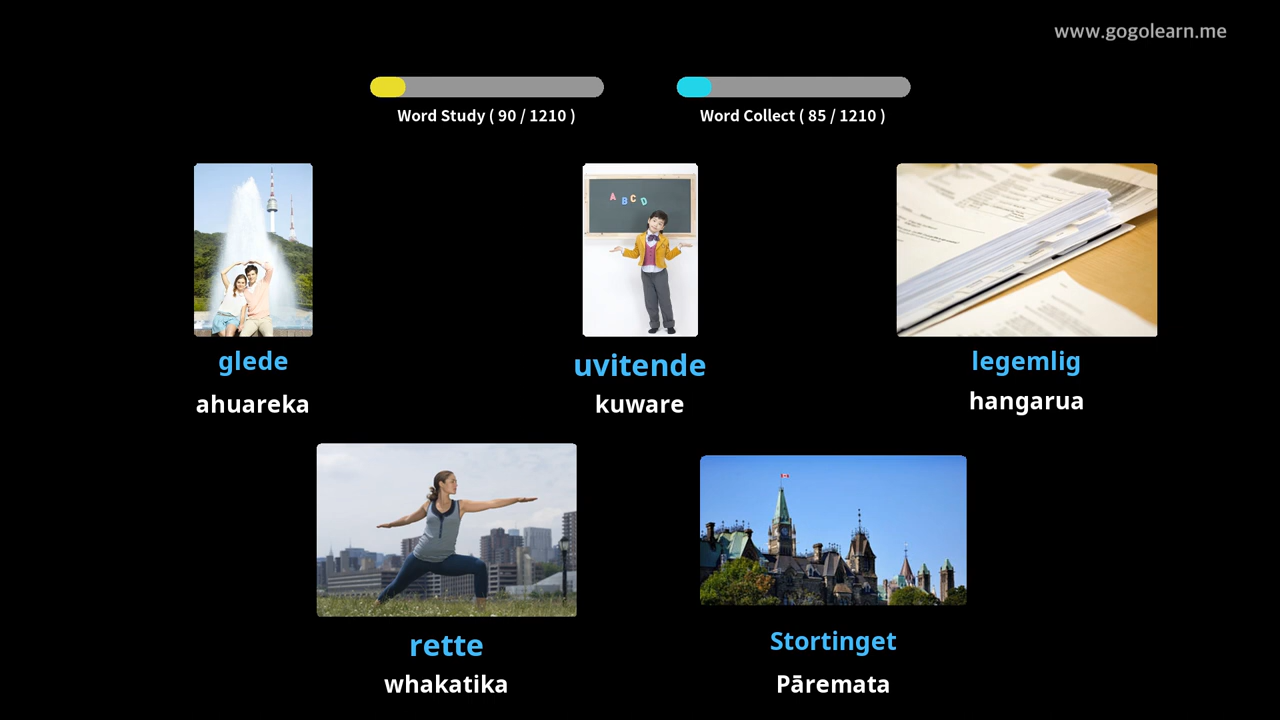 www.gogolearn.me
Word Study ( 90 / 1210 )
Word Collect ( 85 / 1210 )
A B C D
glede
ahuareka
uvitende
kuware
legemlig
hangarua
rette
whakatika
Stortinget
Pāremata